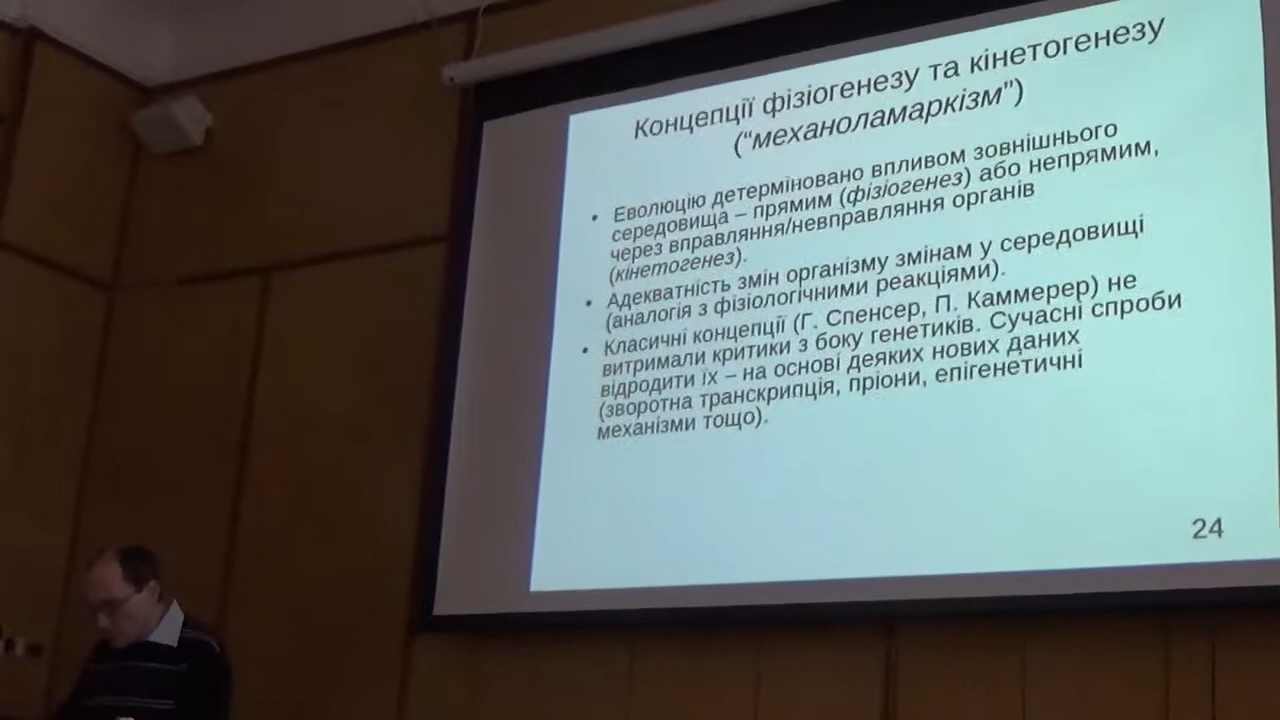 Концепції фізіогенезу та кінетогенезу
(“механоламаркізм”)
• Еволюцію детерміновано впливом зовнішнього
середовища – прямим (фізіогенез) або непрямим,
через вправляння/невправляння органів
(кінетогенез).
• Адекватність змін організму змінам у середовищі
(аналогія з фізіологічними реакціями).
• Класичні концепції (Г. Спенсер, П. Каммерер) не
витримали критики з боку генетиків. Сучасні спроби
відродити їх – на основі деяких нових даних
(зворотна транскрипція, пріони, епігенетичні
механізми тощо).
24